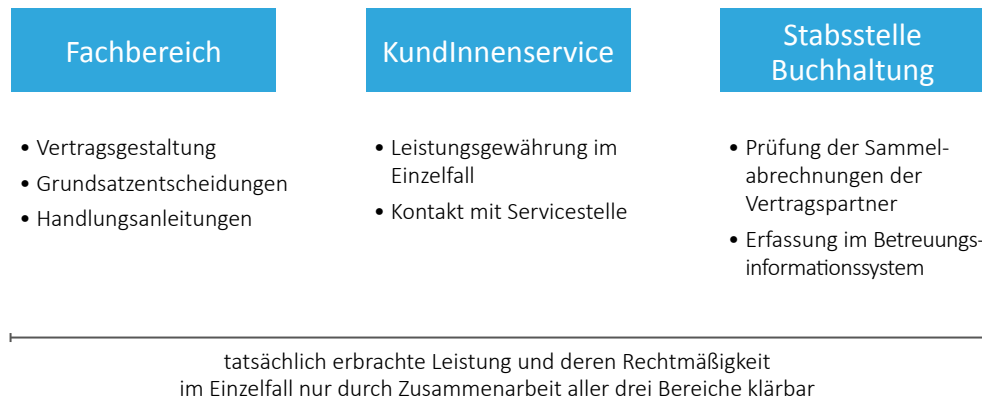 Fachbereich
• Vertragsgestaltung
• Grundsatzentscheidungen
• Handlungsanleitungen
KundInnenservice
• Leistungsgewährung im
Einzelfall
• Kontakt mit Servicestelle
Stabsstelle
Buchhaltung
• Prüfung der Sammel-
abrechnungen der
Vertragspartner
• Erfassung im Betreuungs-
informationssystem
tatsächlich erbrachte Leistung und deren Rechtmäßigkeit
im Einzelfall nur durch Zusammenarbeit aller drei Bereiche klärbar